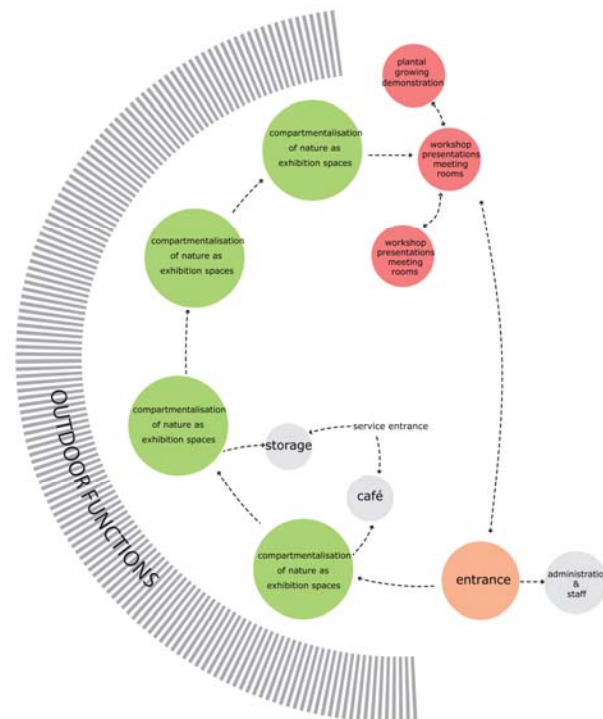 plantal
growing
demonstration
compartmentalisation
of nature as
exhibition spaces
workshop
presentations
meeting
rooms
compartmentalisation
of nature as
exhibition spaces
workshop
presentations
meeting
rooms
compartmentalisation
of nature as
exhibition spaces
service entrance
storage
café
OUTDOOR FUNCTIONS
compartmentalisation
of nature as
exhibition spaces
entrance
administration
&
staff